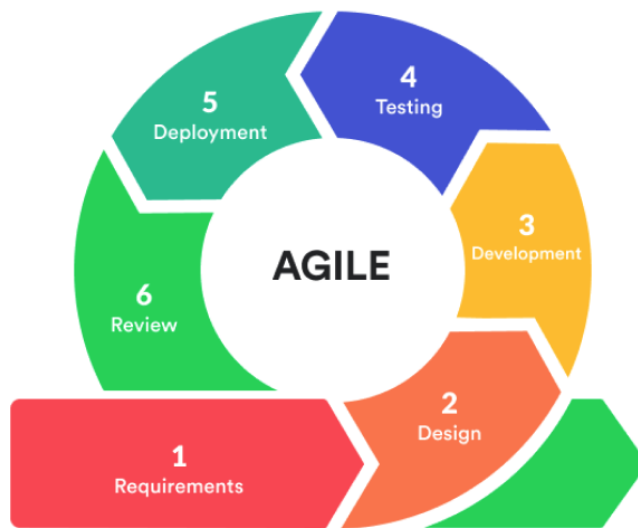 AGILE
1
Requirements
2
Design
3
Development
4
Testing
5
Deployment
6
Review